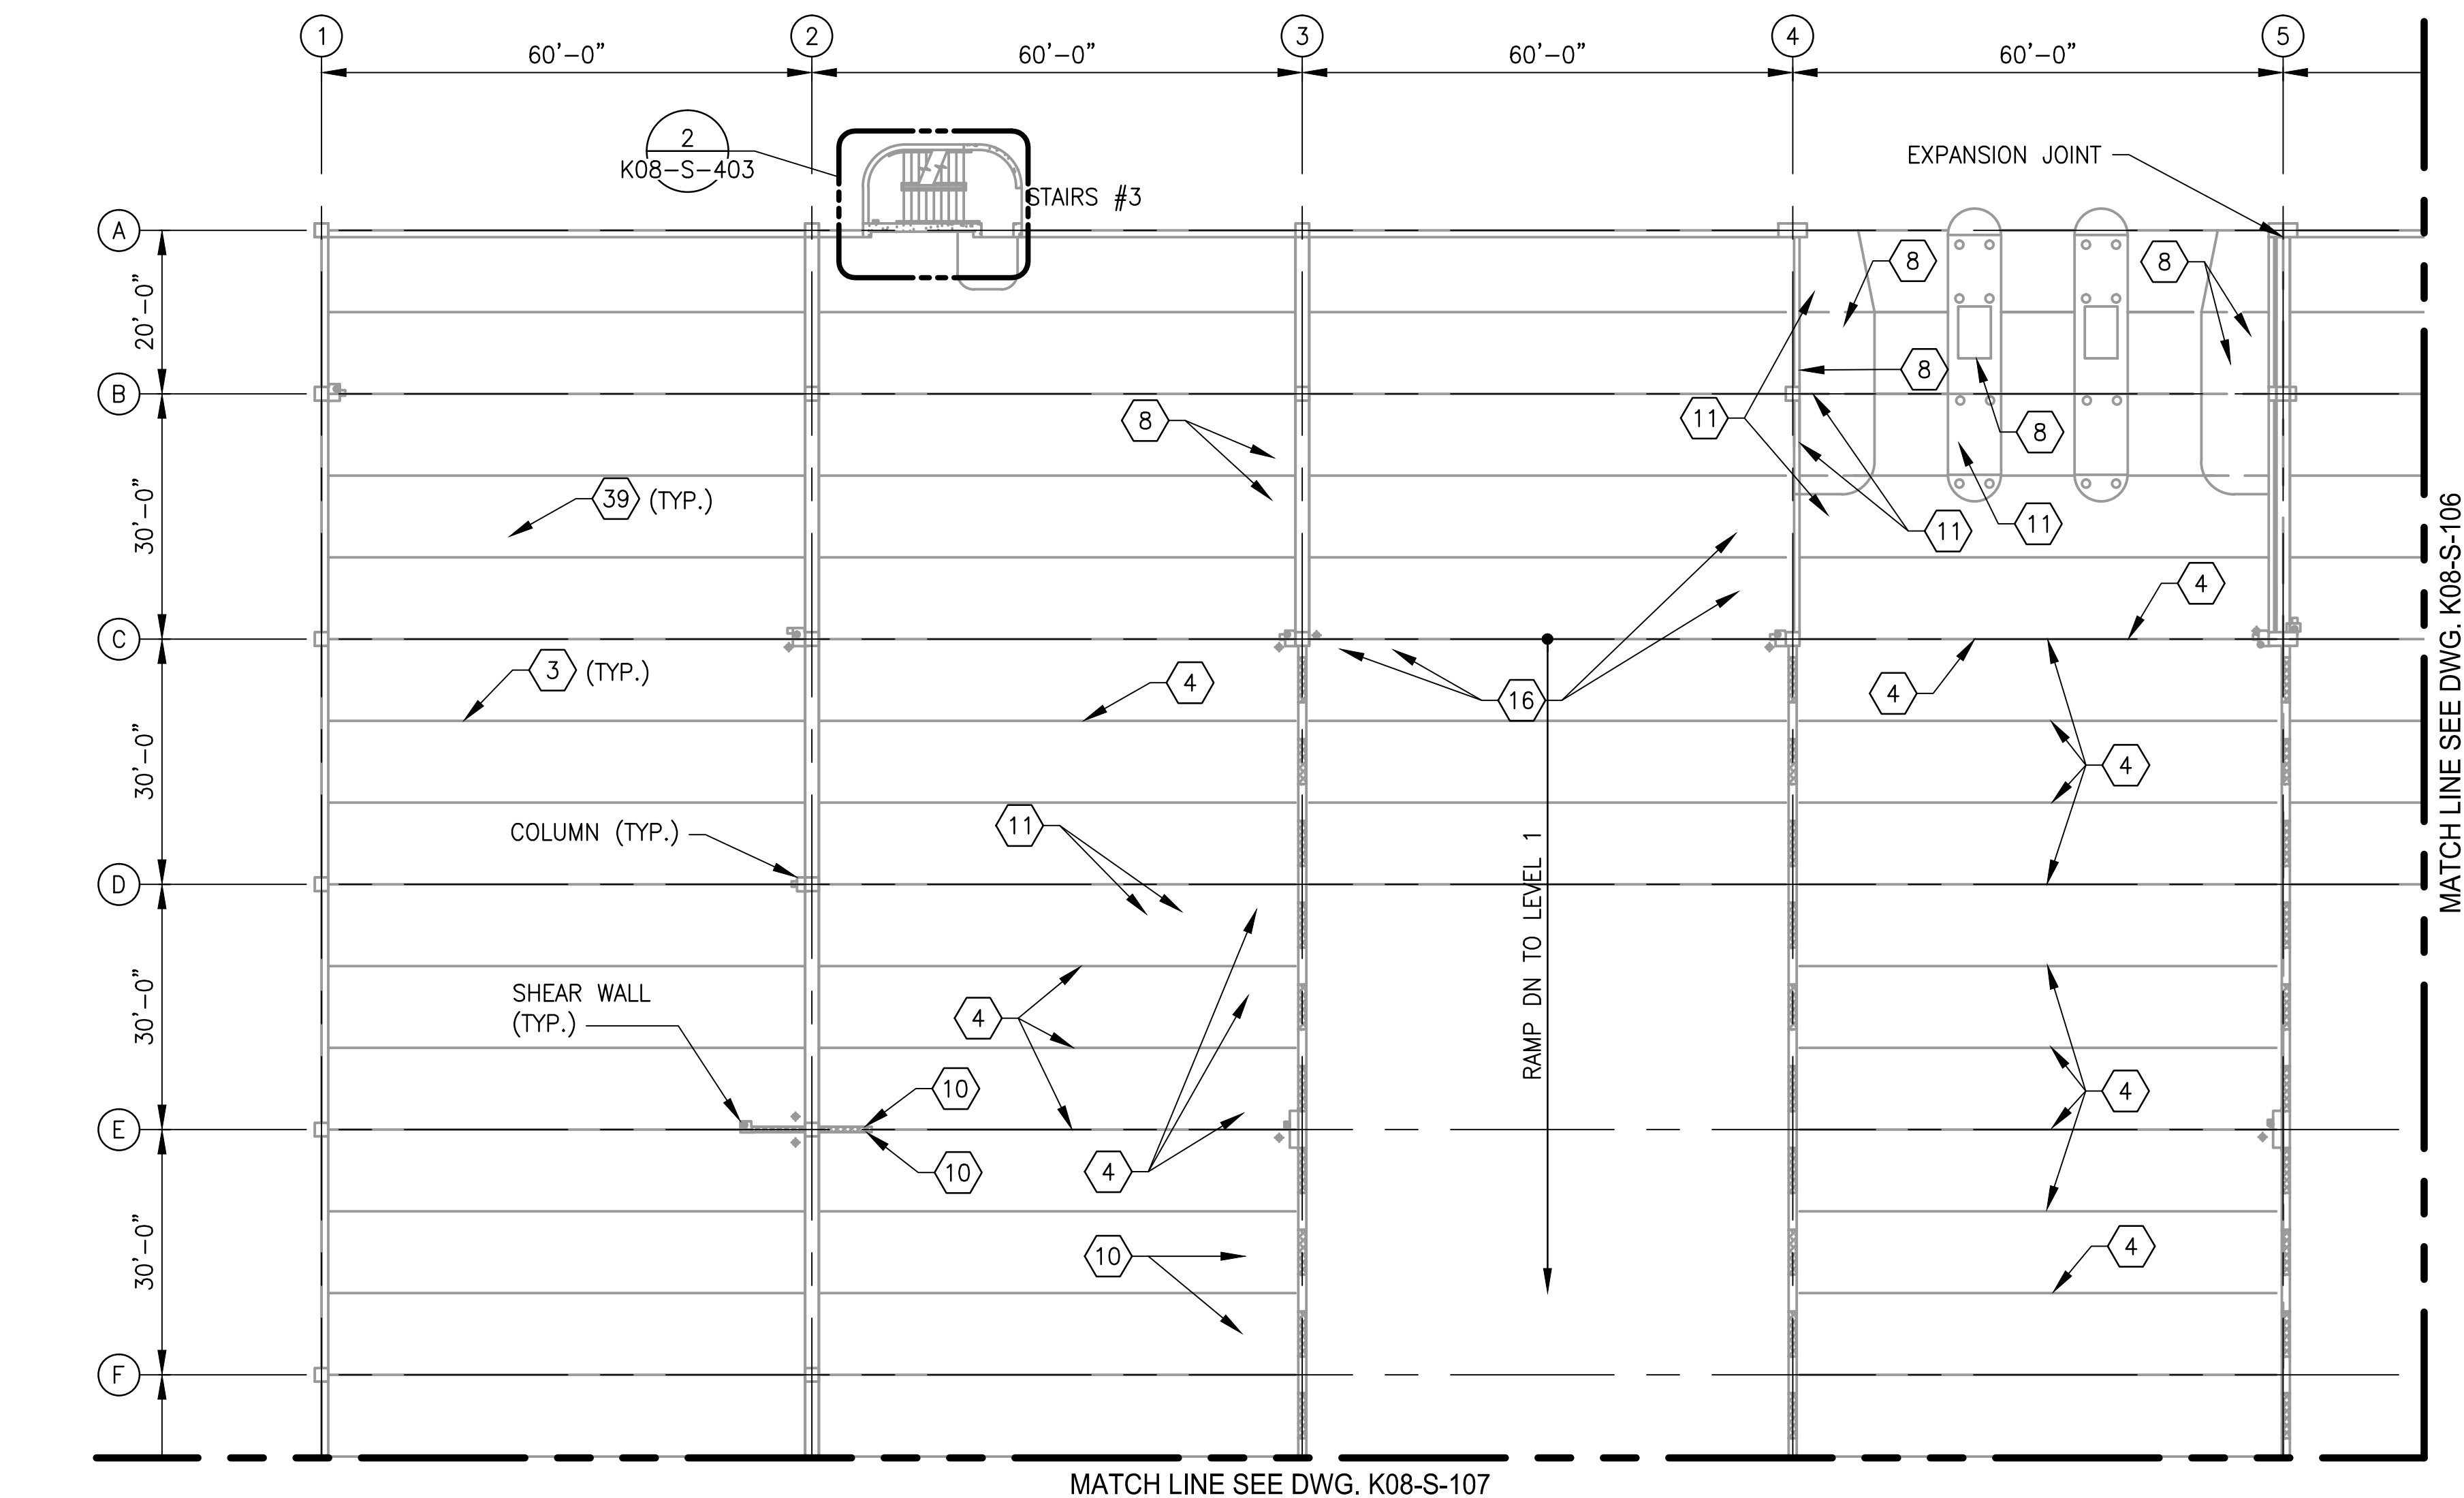 1 2 3 4 5
60'-0" 60'-0" 60'-0" 60'-0"
2
K08-S-403
EXPANSION JOINT
STAIRS #3
A
8 8
20'-0"
8
B
11 8 8
39 (TYP.)
30'-0"
11 11
4
C
3 (TYP.)
4
16
4
30'-0"
4
COLUMN (TYP.)
11
D
RAMP DN TO LEVEL 1
SHEAR WALL
(TYP.)
30'-0"
4
10
4
E
10
4
30'-0"
10
4
F
MATCH LINE SEE DWG. K08-S-106
MATCH LINE SEE DWG. K08-S-107